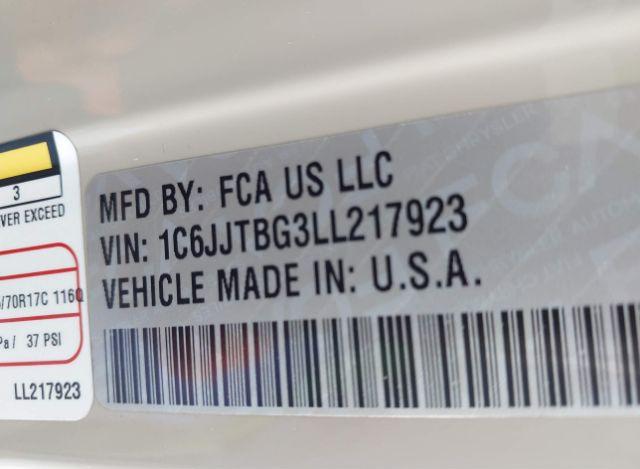 MFD BY: FCA US LLC
VIN: 1C6JJTBG3LL217923
VEHICLE MADE IN: U.S.A.
3
VER EXCEED
/70R17C 116Q
Pa / 37 PSI
LL217923